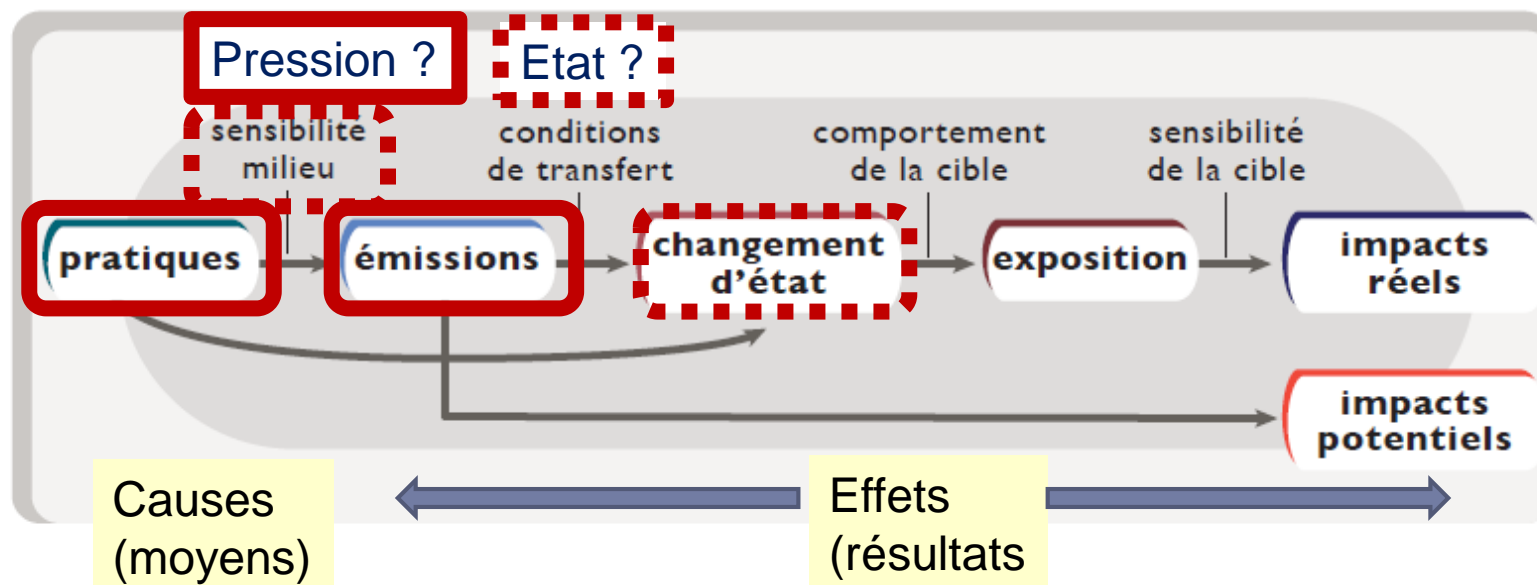 Pression ?
Etat ?
sensibilité
milieu
conditions
de transfert
comportement
de la cible
sensibilité
de la cible
pratiques
émissions
changement
d’état
exposition
impacts
réels
impacts
potentiels
Causes
(moyens)
Effets
(résultats